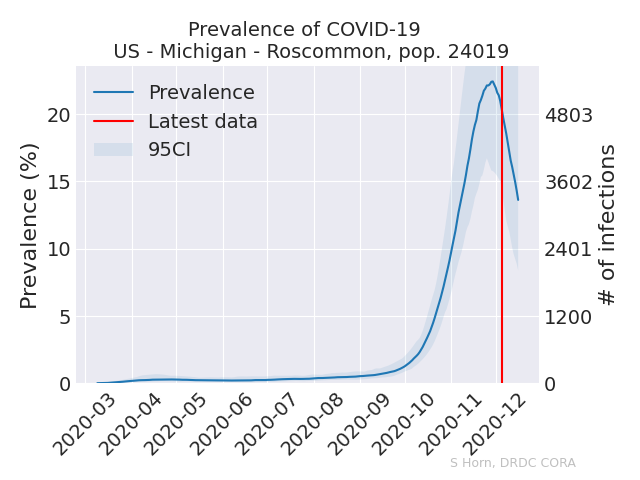 Prevalence of COVID-19
US - Michigan - Roscommon, pop. 24019
Prevalence
Latest data
95CI
Prevalence (%)
20
15
10
5
0
4803
3602
2401
1200
0
# of infections
2020-03
2020-04
2020-05
2020-06
2020-07
2020-08
2020-09
2020-10
2020-11
2020-12
S Horn, DRDC CORA